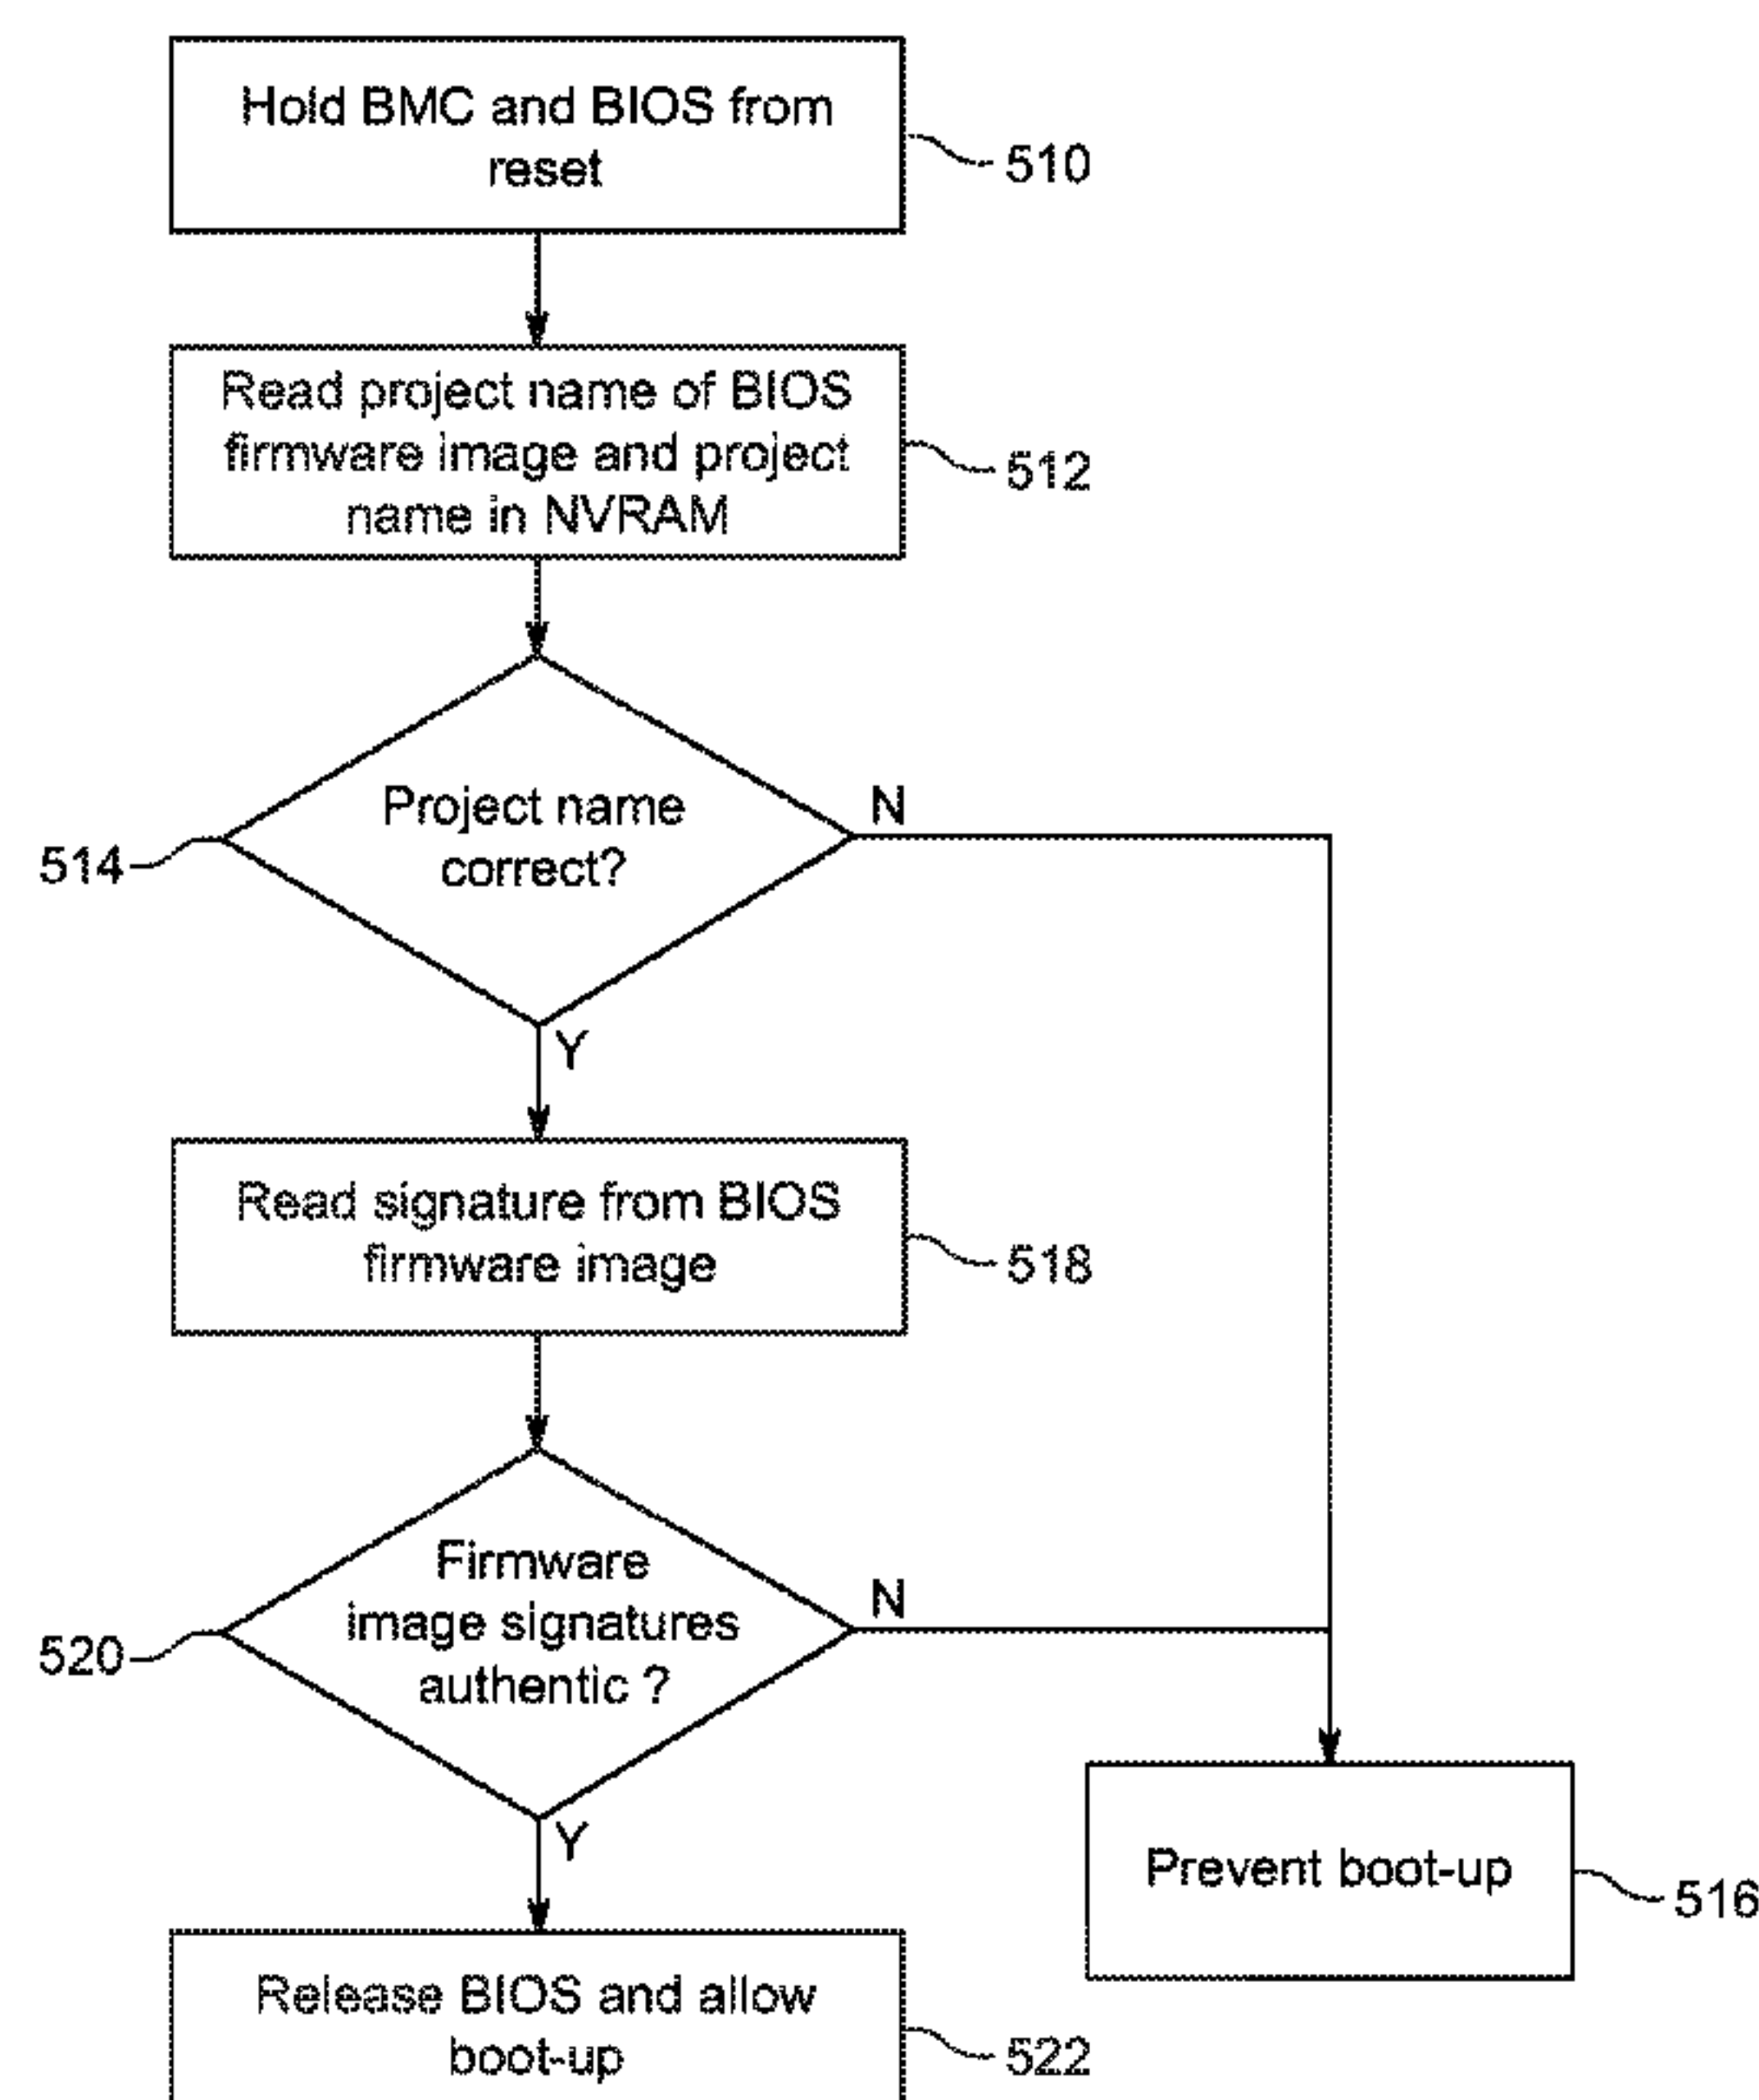 Hold BMC and BIOS from
reset
510
Read project name of BIOS
firmware image and project
name in NVRAM
512
Project name
correct?
514
N
Y
Read signature from BIOS
firmware image
518
Firmware
image signatures
authentic ?
520
N
Y
Prevent boot-up
516
Release BIOS and allow
boot-up
522